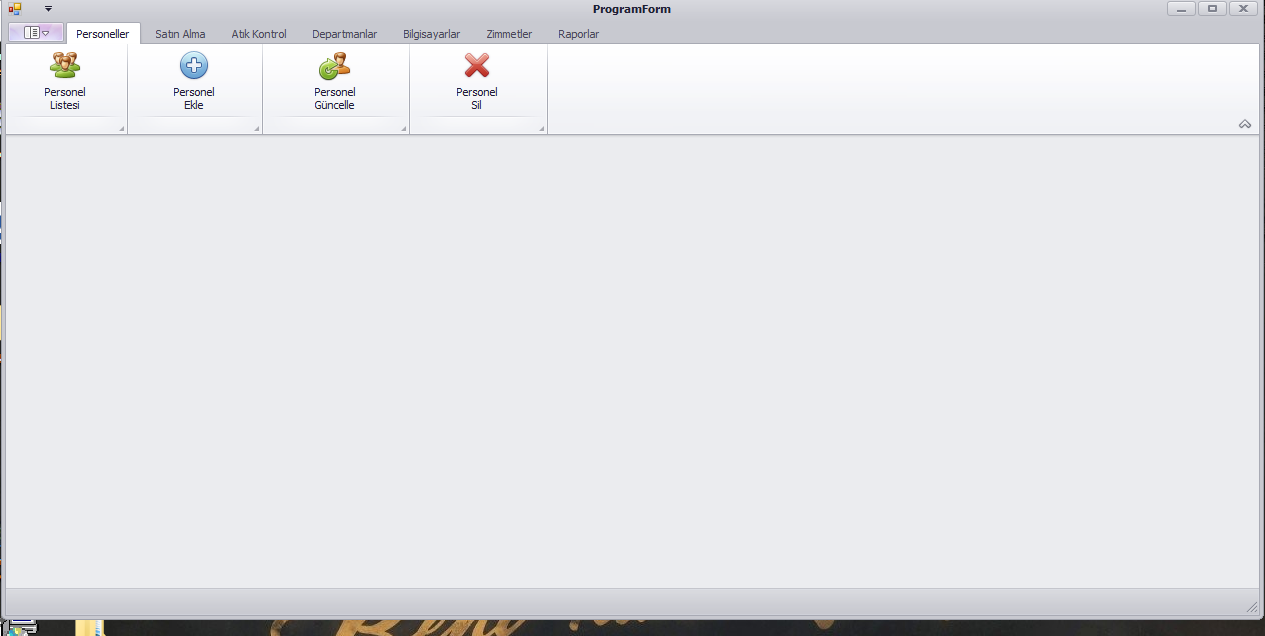 ProgramForm
Personeller Satın Alma Atık Kontrol Departmanlar Bilgisayarlar Zimmetler Raporlar
Personel Listesi
Personel Ekle
Personel Güncelle
Personel Sil